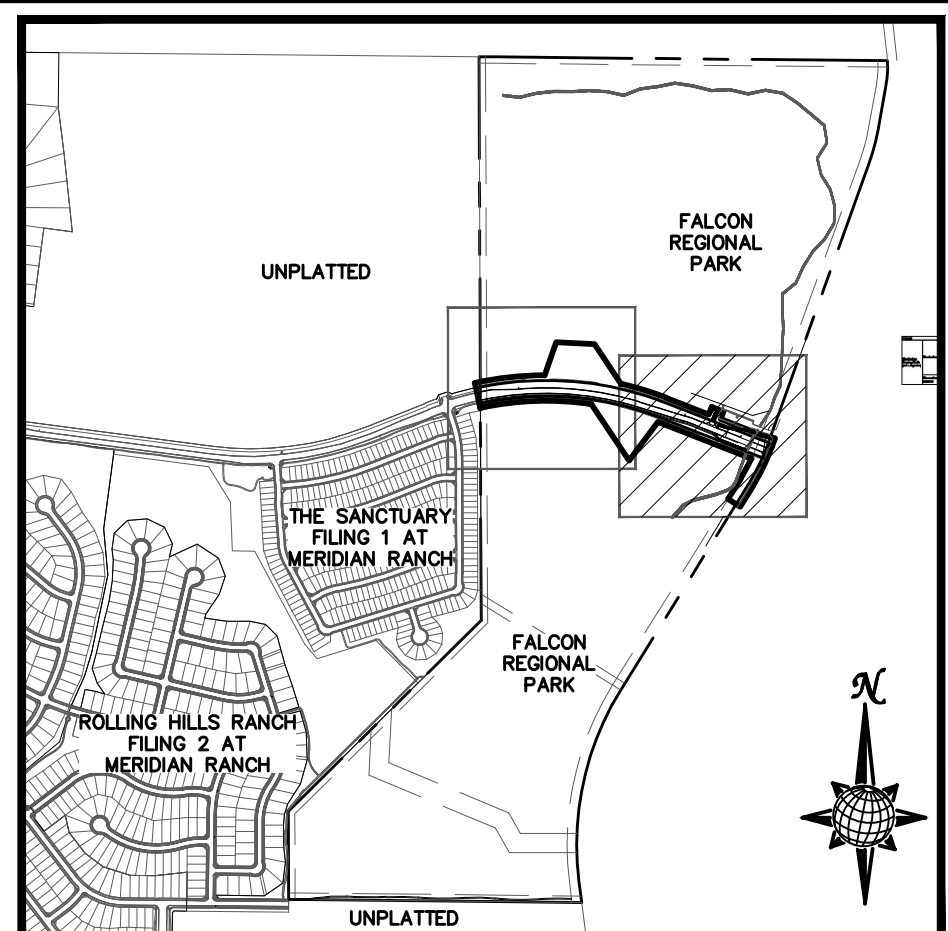 FALCON
REGIONAL
PARK
UNPLATTED
THE SANCTUARY
FILING 1 AT
MERIDIAN RANCH
FALCON
REGIONAL
PARK
N
ROLLING HILLS RANCH
FILING 2 AT
MERIDIAN RANCH
UNPLATTED